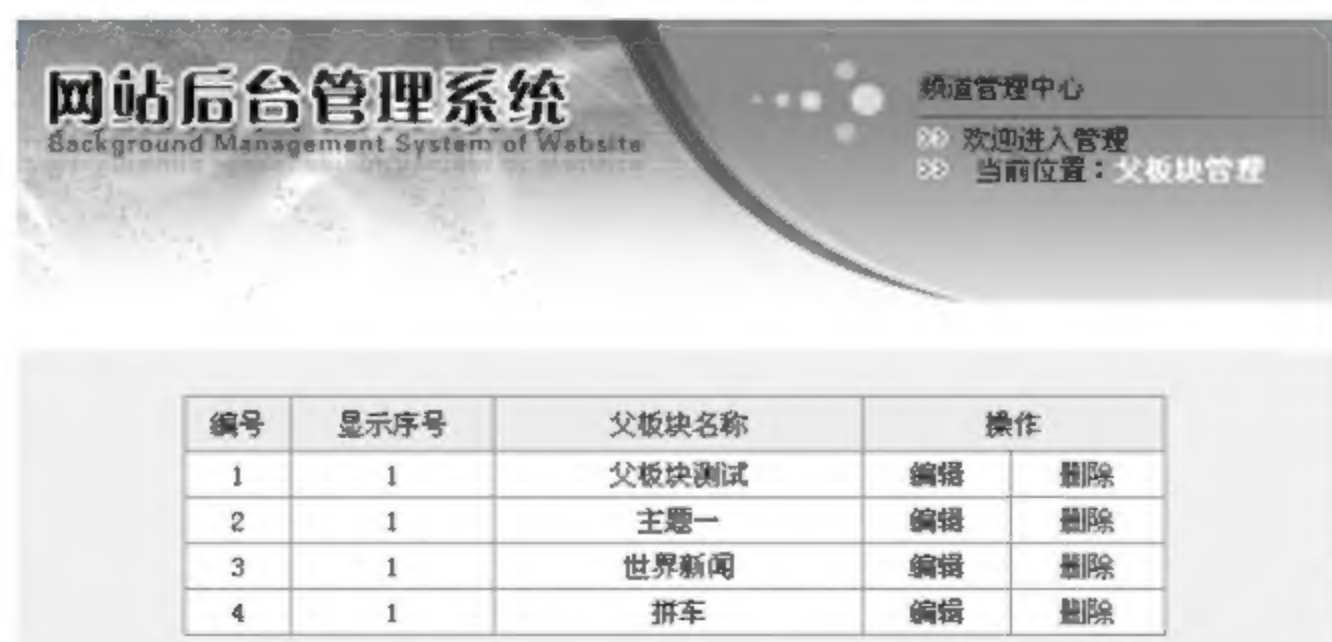 网站后台管理系统
Background Management System of Website
频道管理中心
欢迎进入管理
当前位置：父板块管理
编号 显示序号 父板块名称 操作
1 1 父板块测试 编辑 删除
2 1 主题一 编辑 删除
3 1 世界新闻 编辑 删除
4 1 拼车 编辑 删除